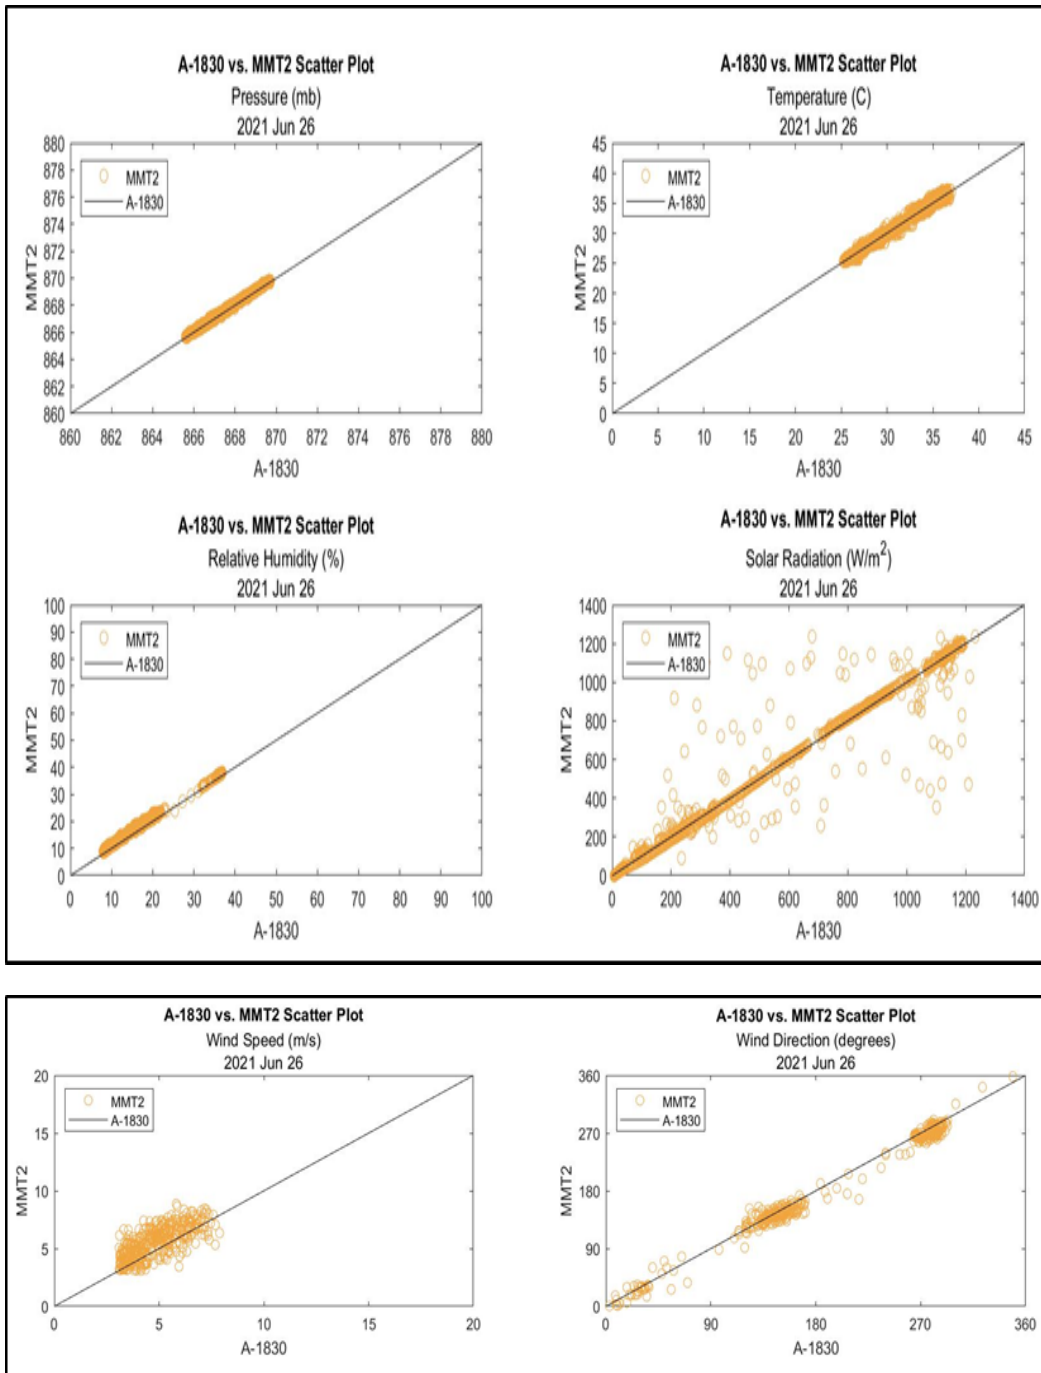 A-1830 vs. MMT2 Scatter Plot
Pressure (mb)
2021 Jun 26
880
878
876
874
872
870
868
866
864
862
860
MMT2
MMT2
A-1830
860 862 864 866 868 870 872 874 876 878 880
A-1830
A-1830 vs. MMT2 Scatter Plot
Temperature (C)
2021 Jun 26
45
40
35
30
25
20
15
10
5
0
MMT2
MMT2
A-1830
0 5 10 15 20 25 30 35 40 45
A-1830
A-1830 vs. MMT2 Scatter Plot
Relative Humidity (%)
2021 Jun 26
100
90
80
70
60
50
40
30
20
10
0
MMT2
MMT2
A-1830
0 10 20 30 40 50 60 70 80 90 100
A-1830
A-1830 vs. MMT2 Scatter Plot
Solar Radiation (W/m²)
2021 Jun 26
1400
1200
1000
800
600
400
200
0
MMT2
MMT2
A-1830
0 200 400 600 800 1000 1200 1400
A-1830
A-1830 vs. MMT2 Scatter Plot
Wind Speed (m/s)
2021 Jun 26
20
15
10
5
0
MMT2
MMT2
A-1830
0 5 10 15 20
A-1830
A-1830 vs. MMT2 Scatter Plot
Wind Direction (degrees)
2021 Jun 26
360
270
180
90
0
MMT2
MMT2
A-1830
0 90 180 270 360
A-1830